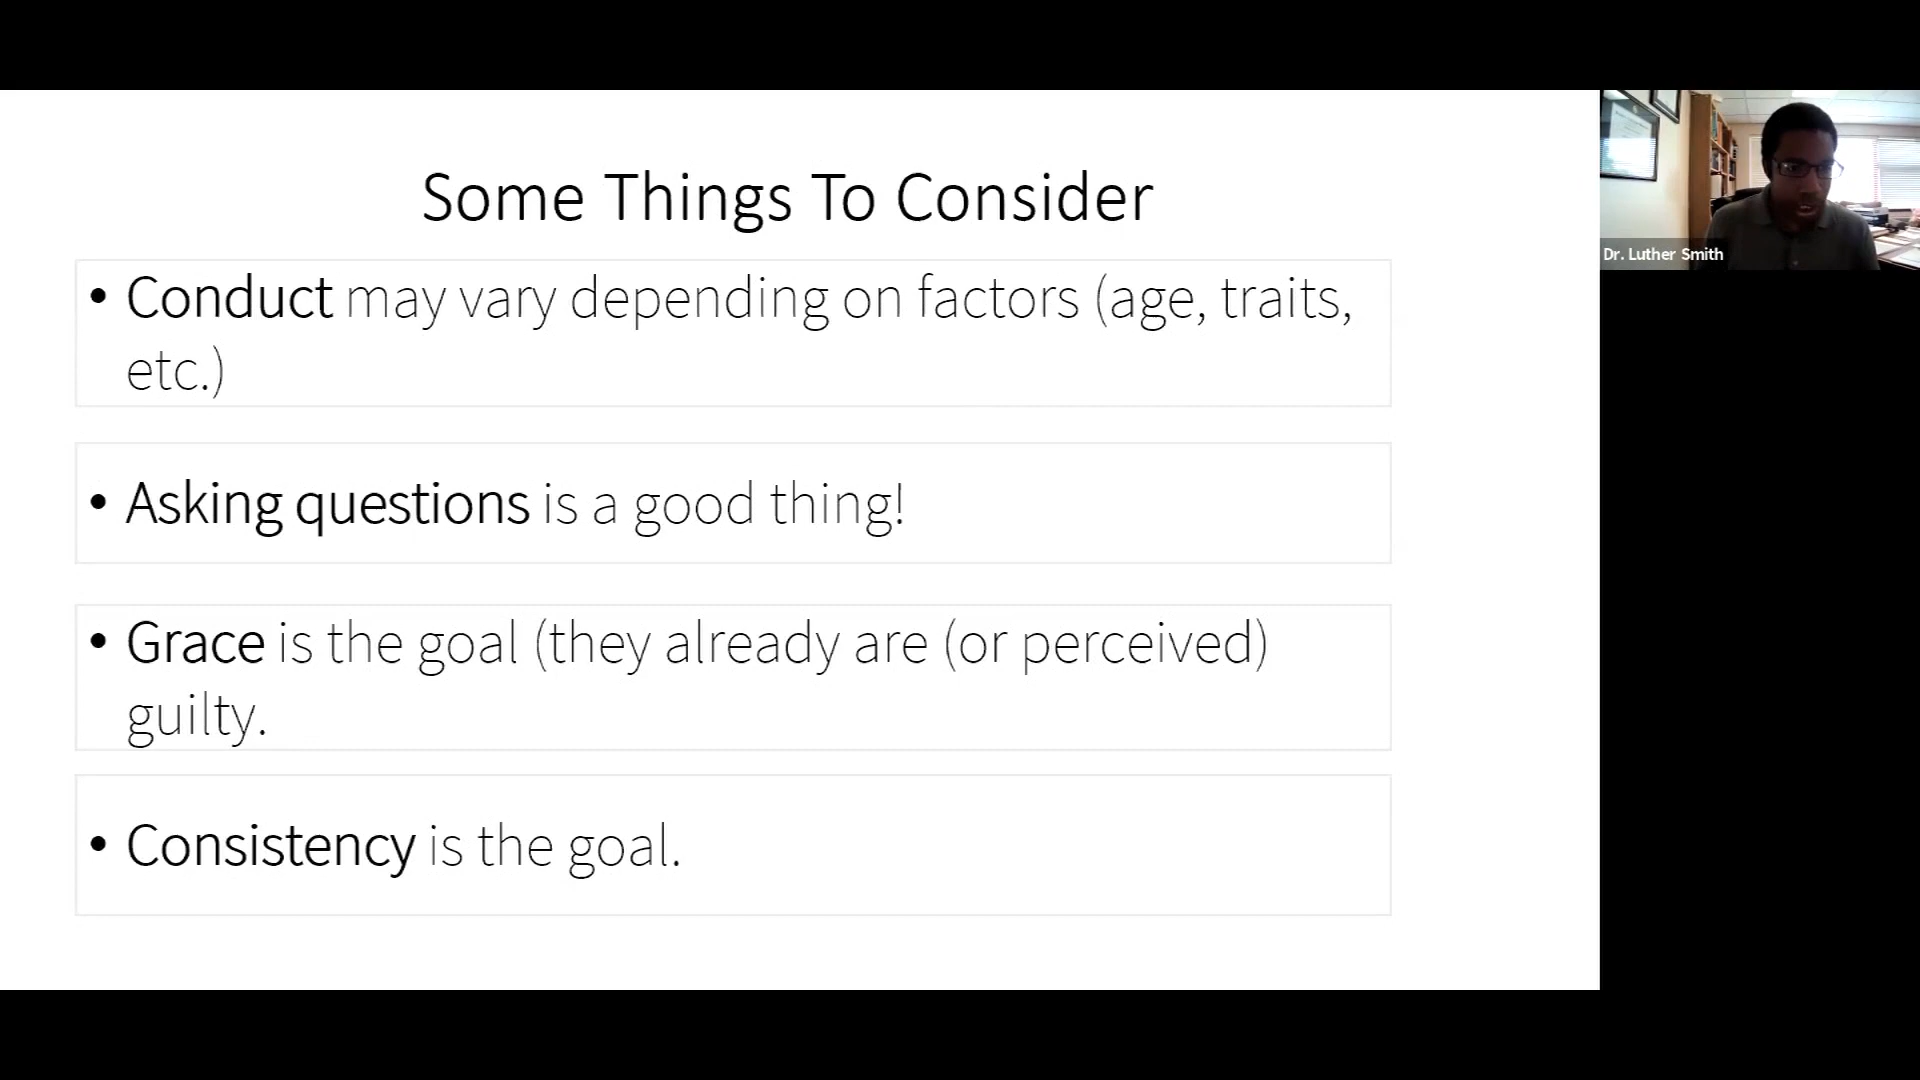 Some Things To Consider
• Conduct may vary depending on factors (age, traits,
etc.)
• Asking questions is a good thing!
• Grace is the goal (they already are (or perceived)
guilty.
• Consistency is the goal.
Dr. Luther Smith